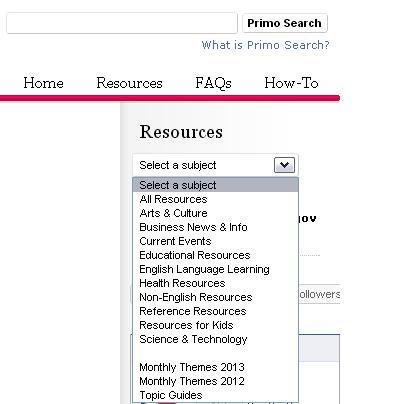 Primo Search
What is Primo Search?
Home Resources FAQs How-To
Resources
Select a subject
Select a subject
All Resources
Arts & Culture
Business News & Info
Current Events
Educational Resources
English Language Learning
Health Resources
Non-English Resources
Reference Resources
Resources for Kids
Science & Technology
Monthly Themes 2013
Monthly Themes 2012
Topic Guides
gov
ollowers